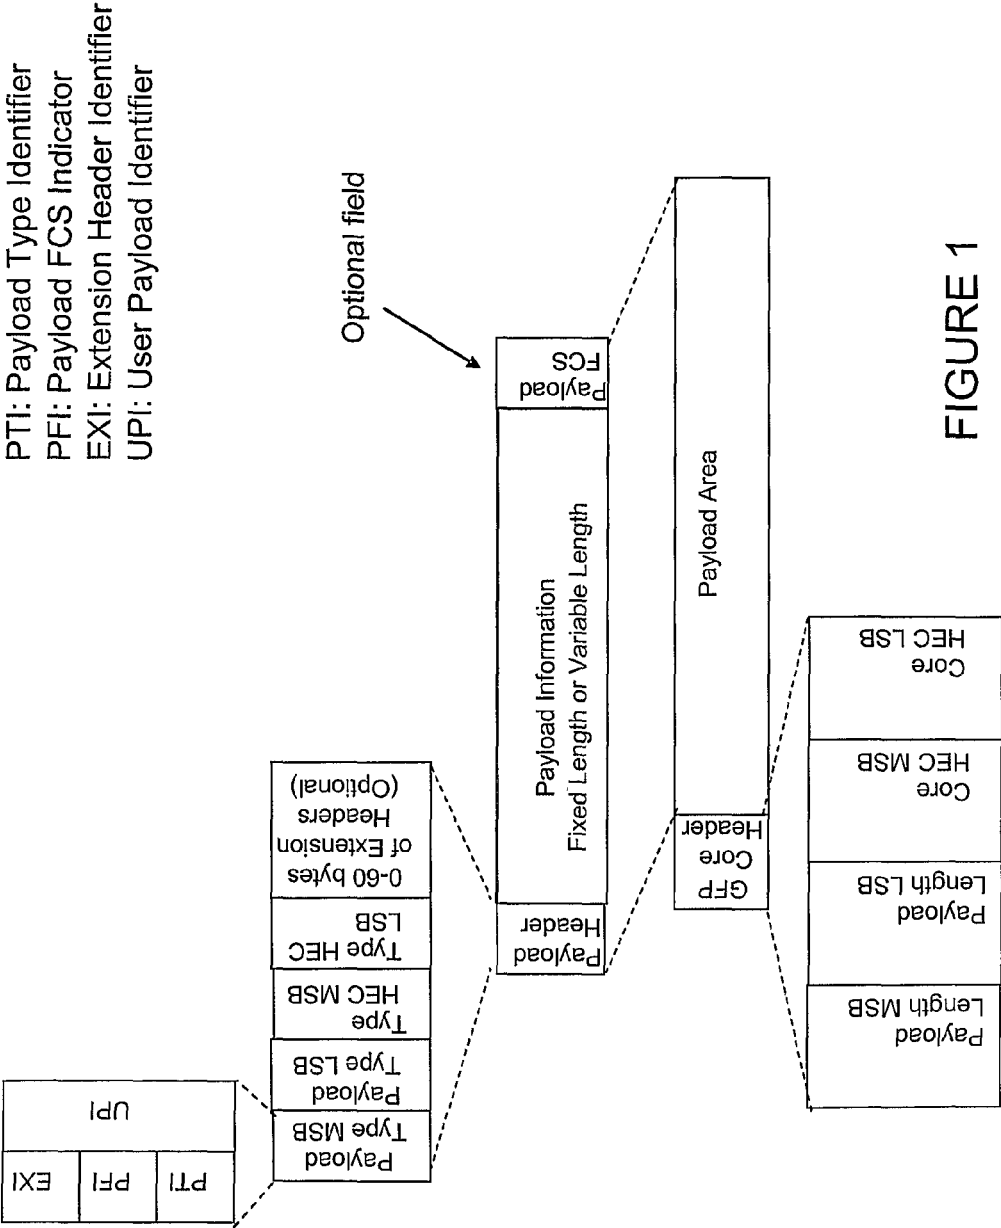 PTI: Payload Type Identifier
PFI: Payload FCS Indicator
EXI: Extension Header Identifier
UPI: User Payload Identifier
PTI
PFI
EXI
UPI
Payload
Type MSB
Payload
Type LSB
Type
HEC MSB
Type HEC
LSB
0-60 bytes
of Extension
Headers
(Optional)
Optional field
Payload
Header
Payload Information
Fixed Length or Variable Length
Payload
FCS
GFP
Core
Header
Payload Area
Payload
Length MSB
Payload
Length LSB
Core
HEC MSB
Core
HEC LSB
FIGURE 1